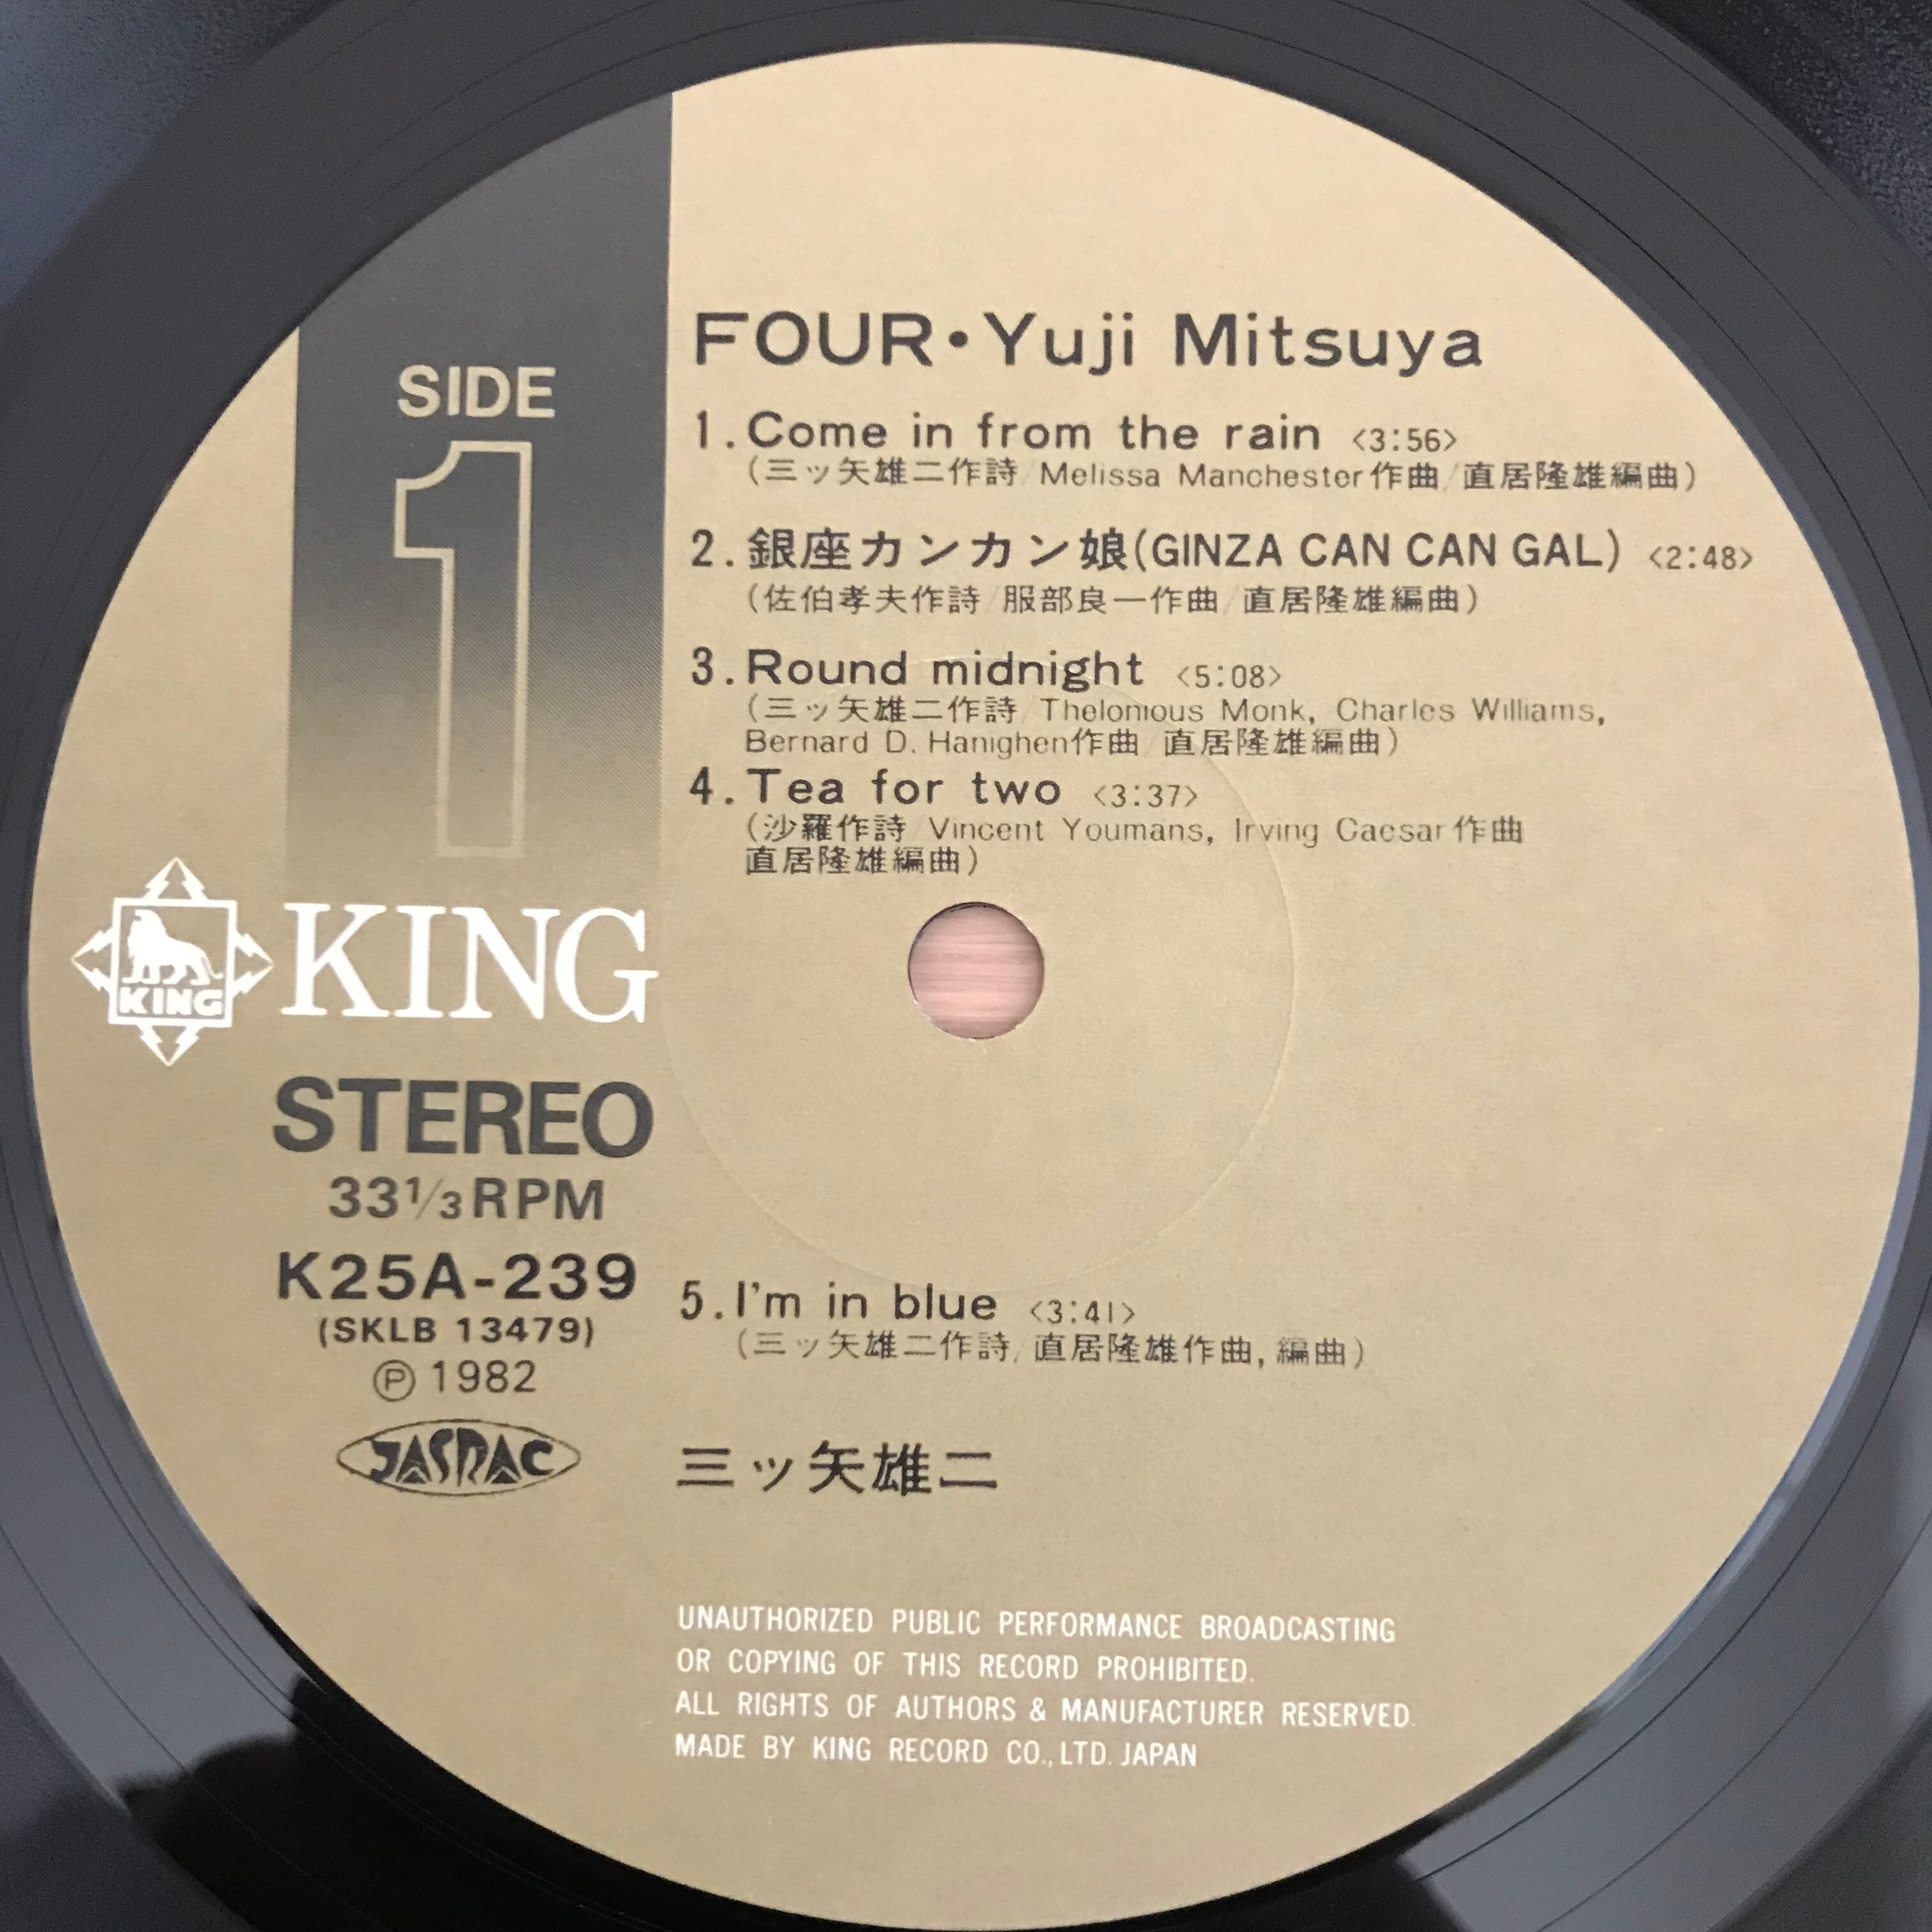 SIDE
1
FOUR・Yuji Mitsuya
1. Come in from the rain <3:56>
(三ッ矢雄二作詩/Melissa Manchester作曲/直居隆雄編曲)
2. 銀座カンカン娘(GINZA CAN CAN GAL) <2:48>
(佐伯孝夫作詩/服部良一作曲/直居隆雄編曲)
3. Round midnight <5:08>
(三ッ矢雄二作詩/Thelonious Monk, Charles Williams,
Bernard D. Hanighen作曲/直居隆雄編曲)
4. Tea for two <3:37>
(沙羅作詩/Vincent Youmans, Irving Caesar作曲
直居隆雄編曲)
KING
KING
STEREO
33⅓RPM
K25A-239
(SKLB 13479)
Ⓟ 1982
JASRAC
5. I'm in blue <3:41>
(三ッ矢雄二作詩/直居隆雄作曲, 編曲)
三ッ矢雄二
UNAUTHORIZED PUBLIC PERFORMANCE BROADCASTING
OR COPYING OF THIS RECORD PROHIBITED.
ALL RIGHTS OF AUTHORS & MANUFACTURER RESERVED.
MADE BY KING RECORD CO., LTD. JAPAN